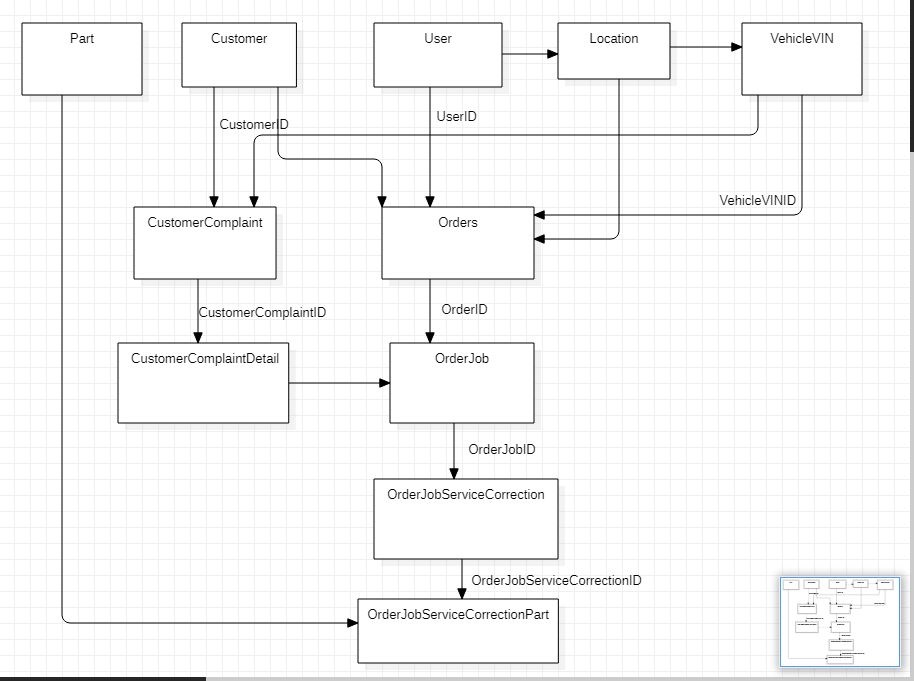 Part
Customer
User
Location
VehicleVIN
CustomerID
UserID
VehicleVINID
CustomerComplaint
Orders
CustomerComplaintID
OrderID
CustomerComplaintDetail
OrderJob
OrderJobID
OrderJobServiceCorrection
OrderJobServiceCorrectionID
OrderJobServiceCorrectionPart